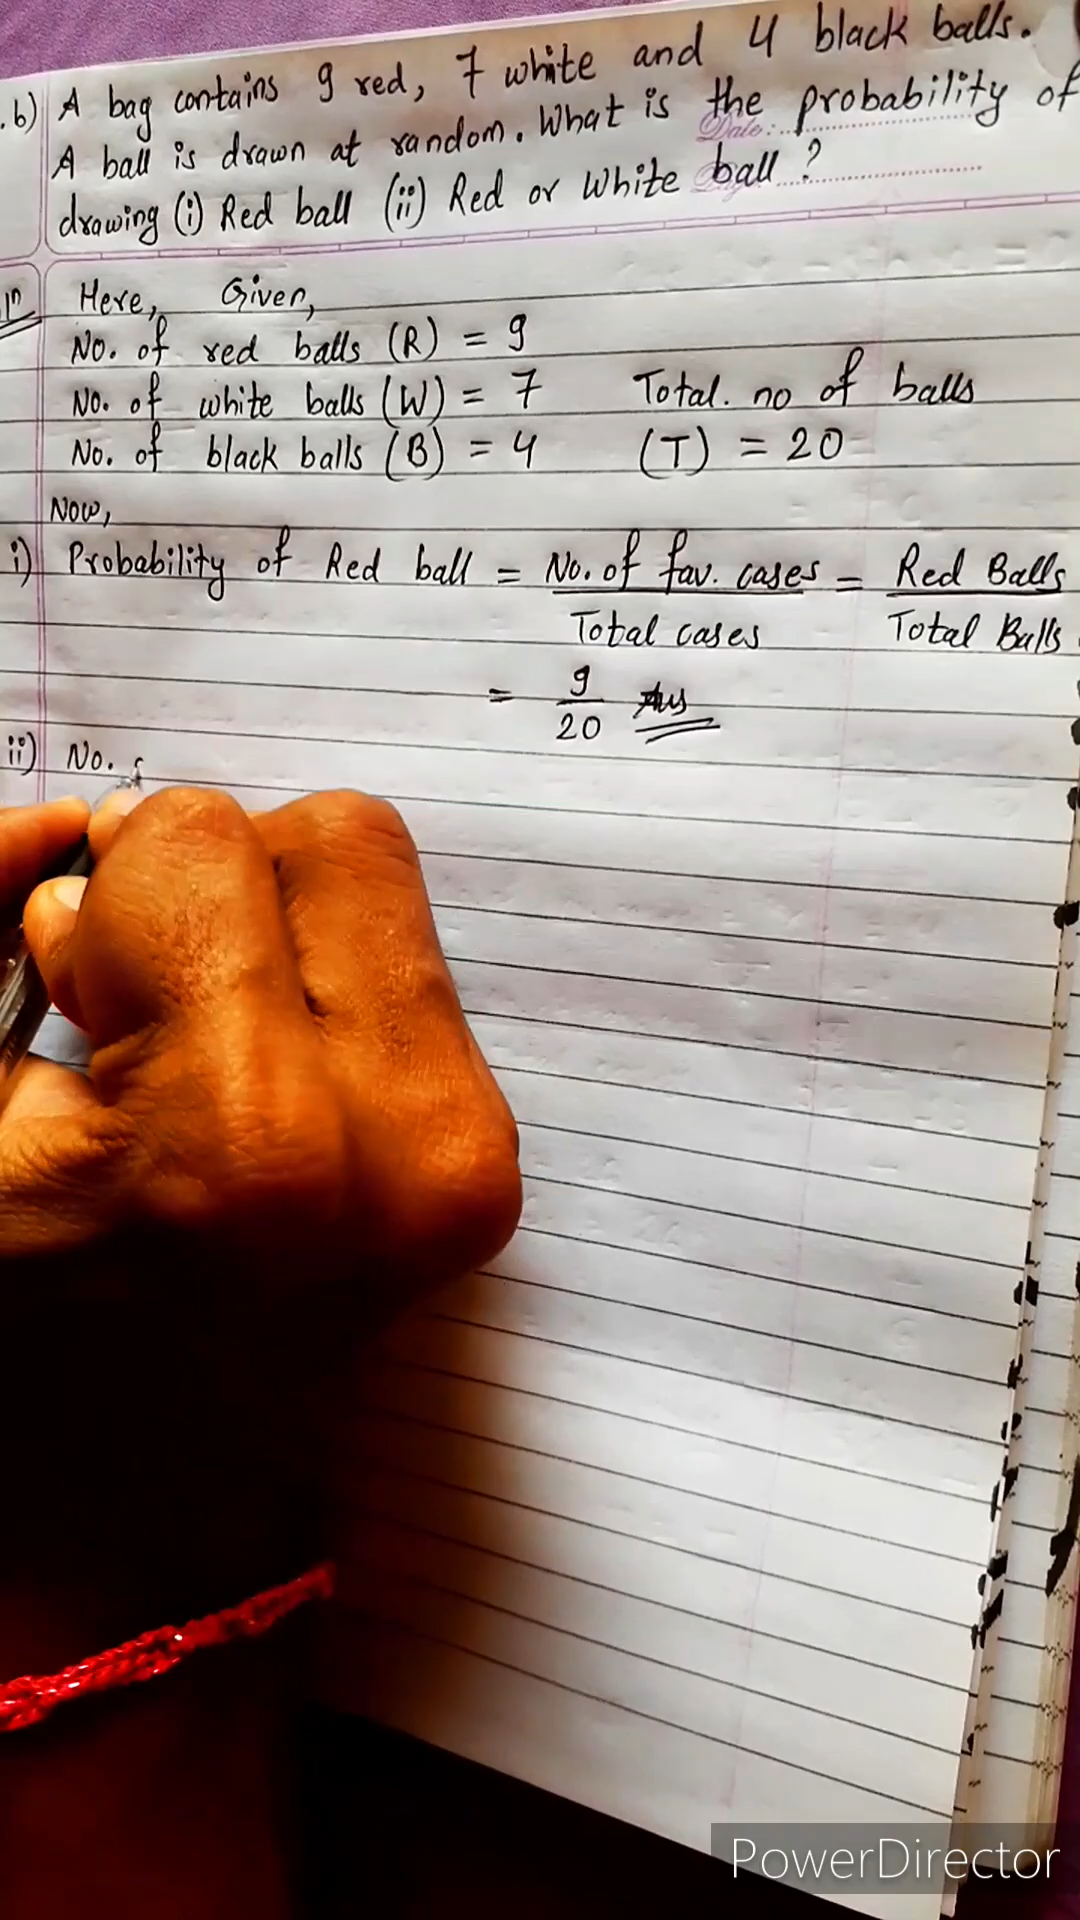 .b) A bag contains 9 red, 7 white and 4 black balls.
A ball is drawn at random. What is the probability of
Date:
drawing (i) Red ball (ii) Red or White ball ?
Here, Given,
No. of red balls (R) = 9
No. of white balls (W) = 7 Total. no of balls
No. of black balls (B) = 4 (T) = 20
Now,
i) Probability of Red ball = No. of fav. cases = Red Balls
Total cases Total Balls
= 9
20 Ans
ii) No.
PowerDirector